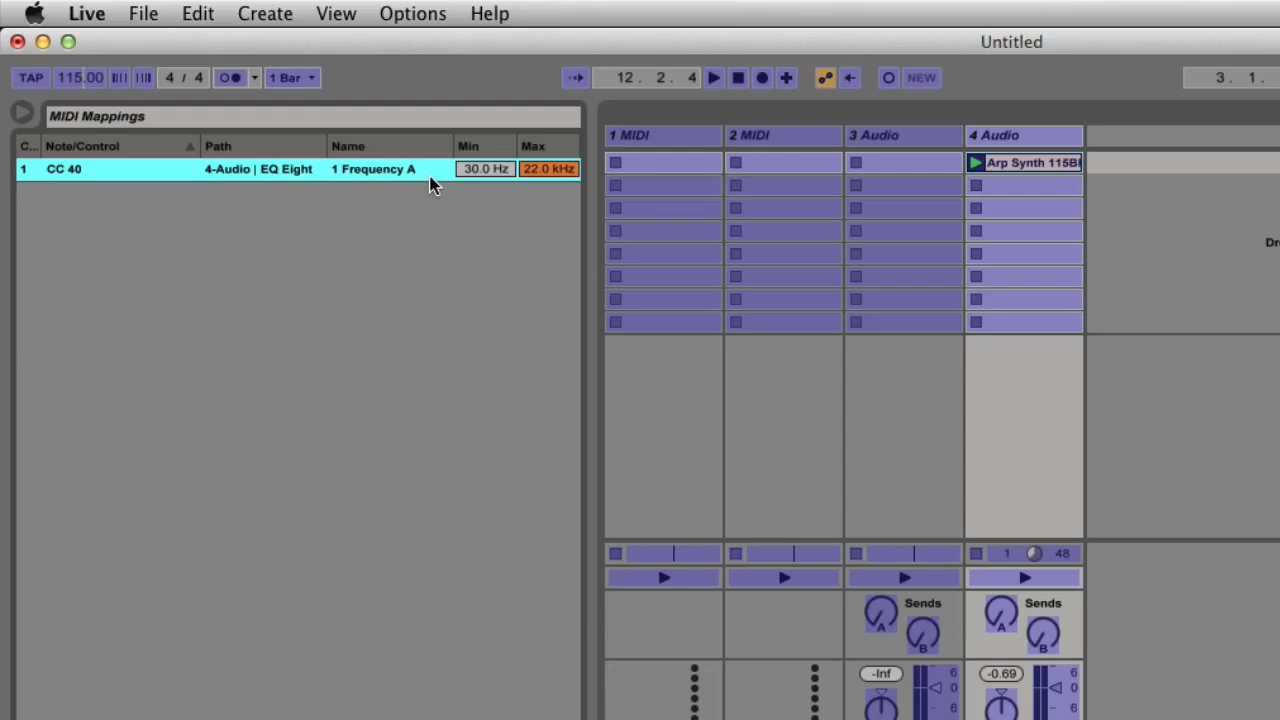 Live File Edit Create View Options Help
Untitled
TAP 115.00 4 / 4 1 Bar 12. 2. 4 NEW 3. 1.
MIDI Mappings
C... Note/Control Path Name Min Max
1 CC 40 4-Audio | EQ Eight 1 Frequency A 30.0 Hz 22.0 kHz
1 MIDI 2 MIDI 3 Audio 4 Audio
Arp Synth 115B
Dr
1 48
Sends Sends
A A
B B
-Inf 6 -0.69 6
0 0
6 6